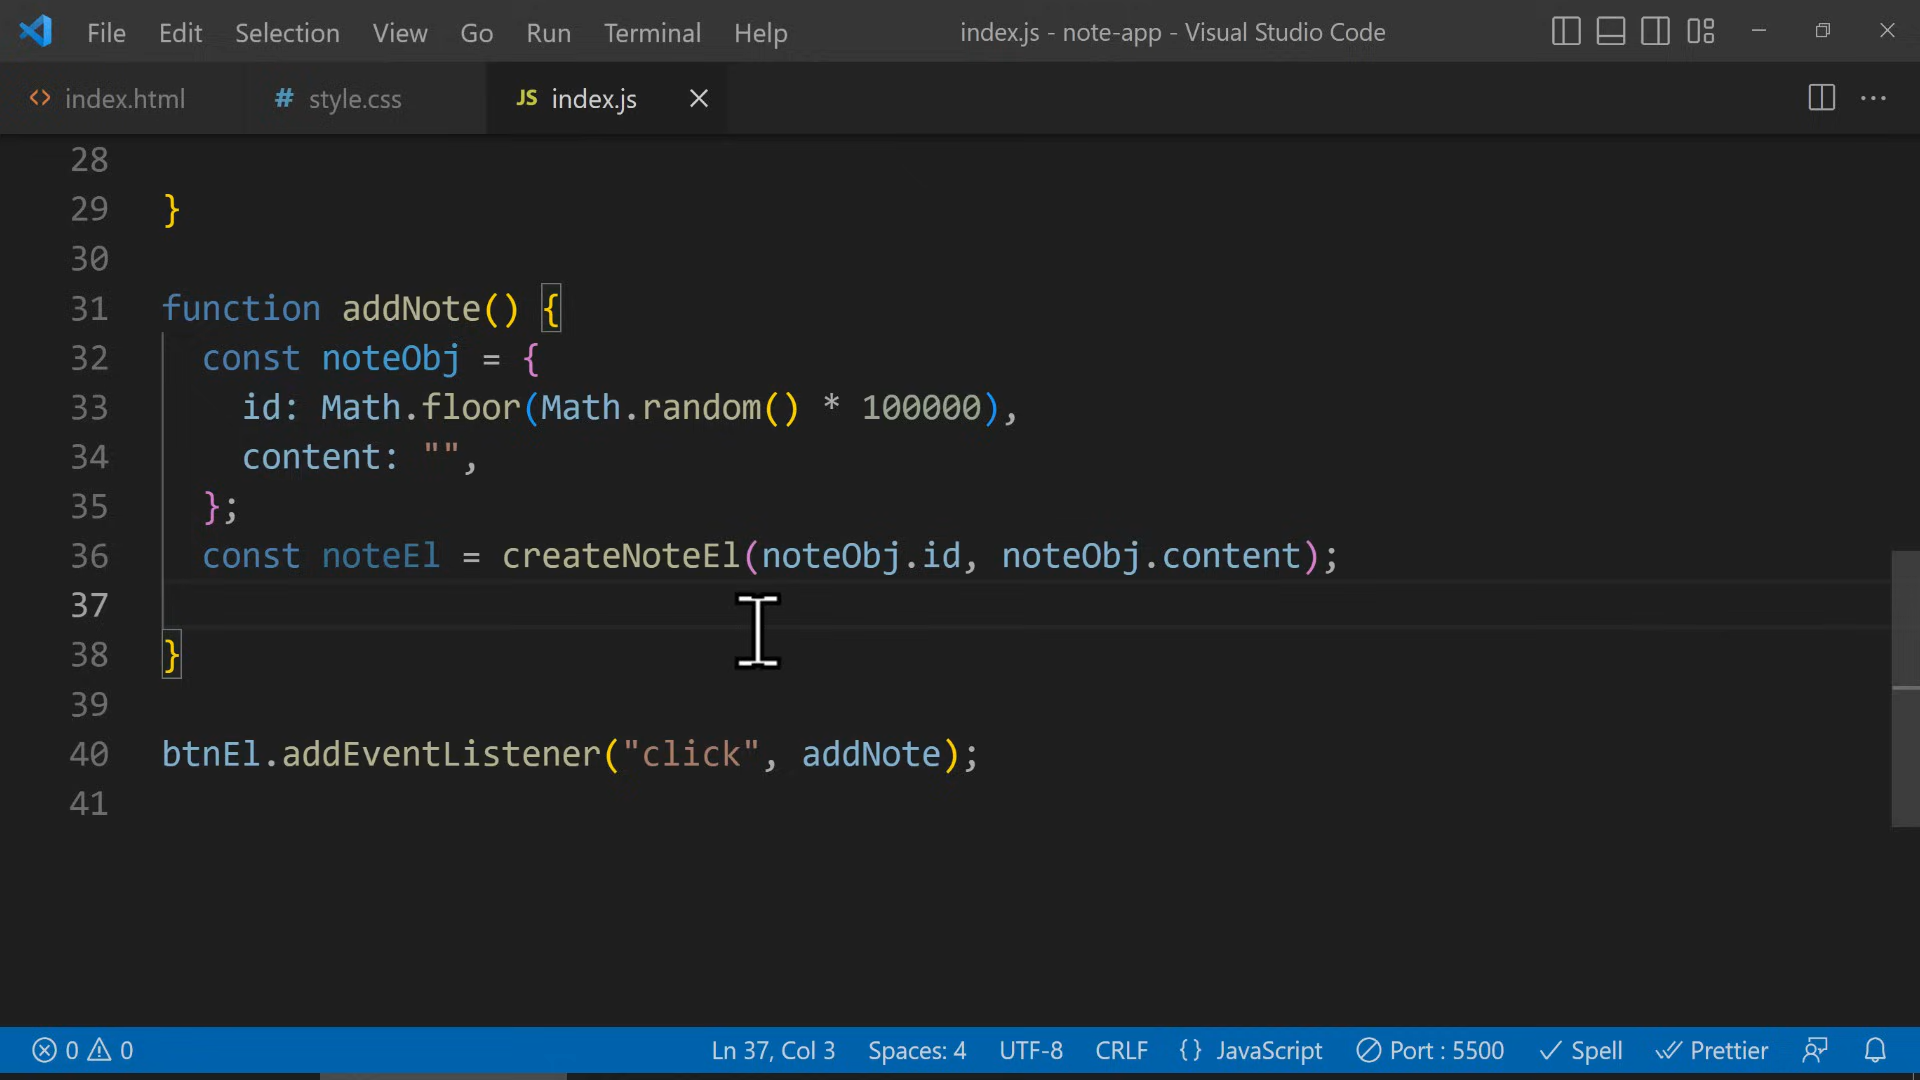 File Edit Selection View Go Run Terminal Help index.js - note-app - Visual Studio Code
index.html # style.css JS index.js
28
29 }
30
31 function addNote() {
32 const noteObj = {
33 id: Math.floor(Math.random() * 100000),
34 content: "",
35 };
36 const noteEl = createNoteEl(noteObj.id, noteObj.content);
37
38 }
39
40 btnEl.addEventListener("click", addNote);
41
0 0 Ln 37, Col 3 Spaces: 4 UTF-8 CRLF {} JavaScript Port : 5500 Spell Prettier